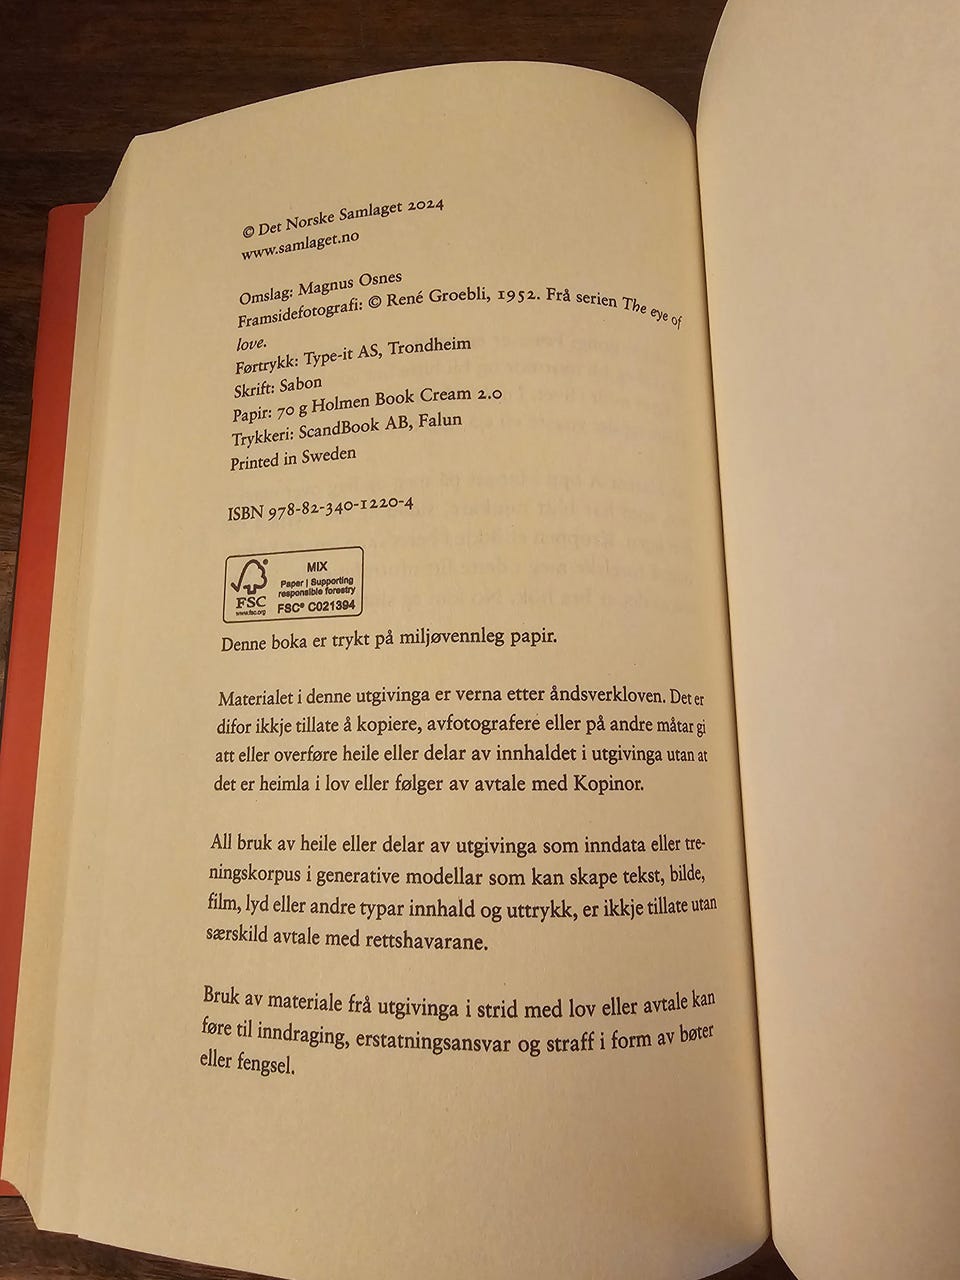 © Det Norske Samlaget 2024
www.samlaget.no
Omslag: Magnus Osnes
Framsidefotografi: © René Groebli, 1952. Frå serien The eye of
love.
Førtrykk: Type-it AS, Trondheim
Skrift: Sabon
Papir: 70 g Holmen Book Cream 2.0
Trykkeri: ScandBook AB, Falun
Printed in Sweden
ISBN 978-82-340-1220-4
MIX
Paper | Supporting
responsible forestry
FSC
www.fsc.org
FSC® C021394
Denne boka er trykt på miljøvennleg papir.
Materialet i denne utgivinga er verna etter åndsverkloven. Det er
difor ikkje tillate å kopiere, avfotografere eller på andre måtar gi
att eller overføre heile eller delar av innhaldet i utgivinga utan at
det er heimla i lov eller følger av avtale med Kopinor.
All bruk av heile eller delar av utgivinga som inndata eller tre-
ningskorpus i generative modellar som kan skape tekst, bilde,
film, lyd eller andre typar innhald og uttrykk, er ikkje tillate utan
særskild avtale med rettshavarane.
Bruk av materiale frå utgivinga i strid med lov eller avtale kan
føre til inndraging, erstatningsansvar og straff i form av bøter
eller fengsel.